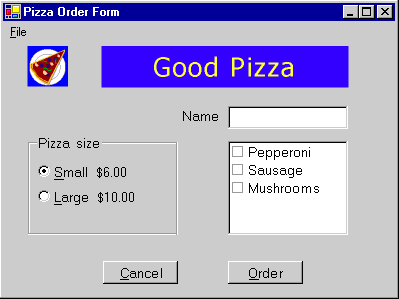 Pizza Order Form
File
Good Pizza
Name
Pizza size
Small $6.00
Large $10.00
Pepperoni
Sausage
Mushrooms
Cancel
Order